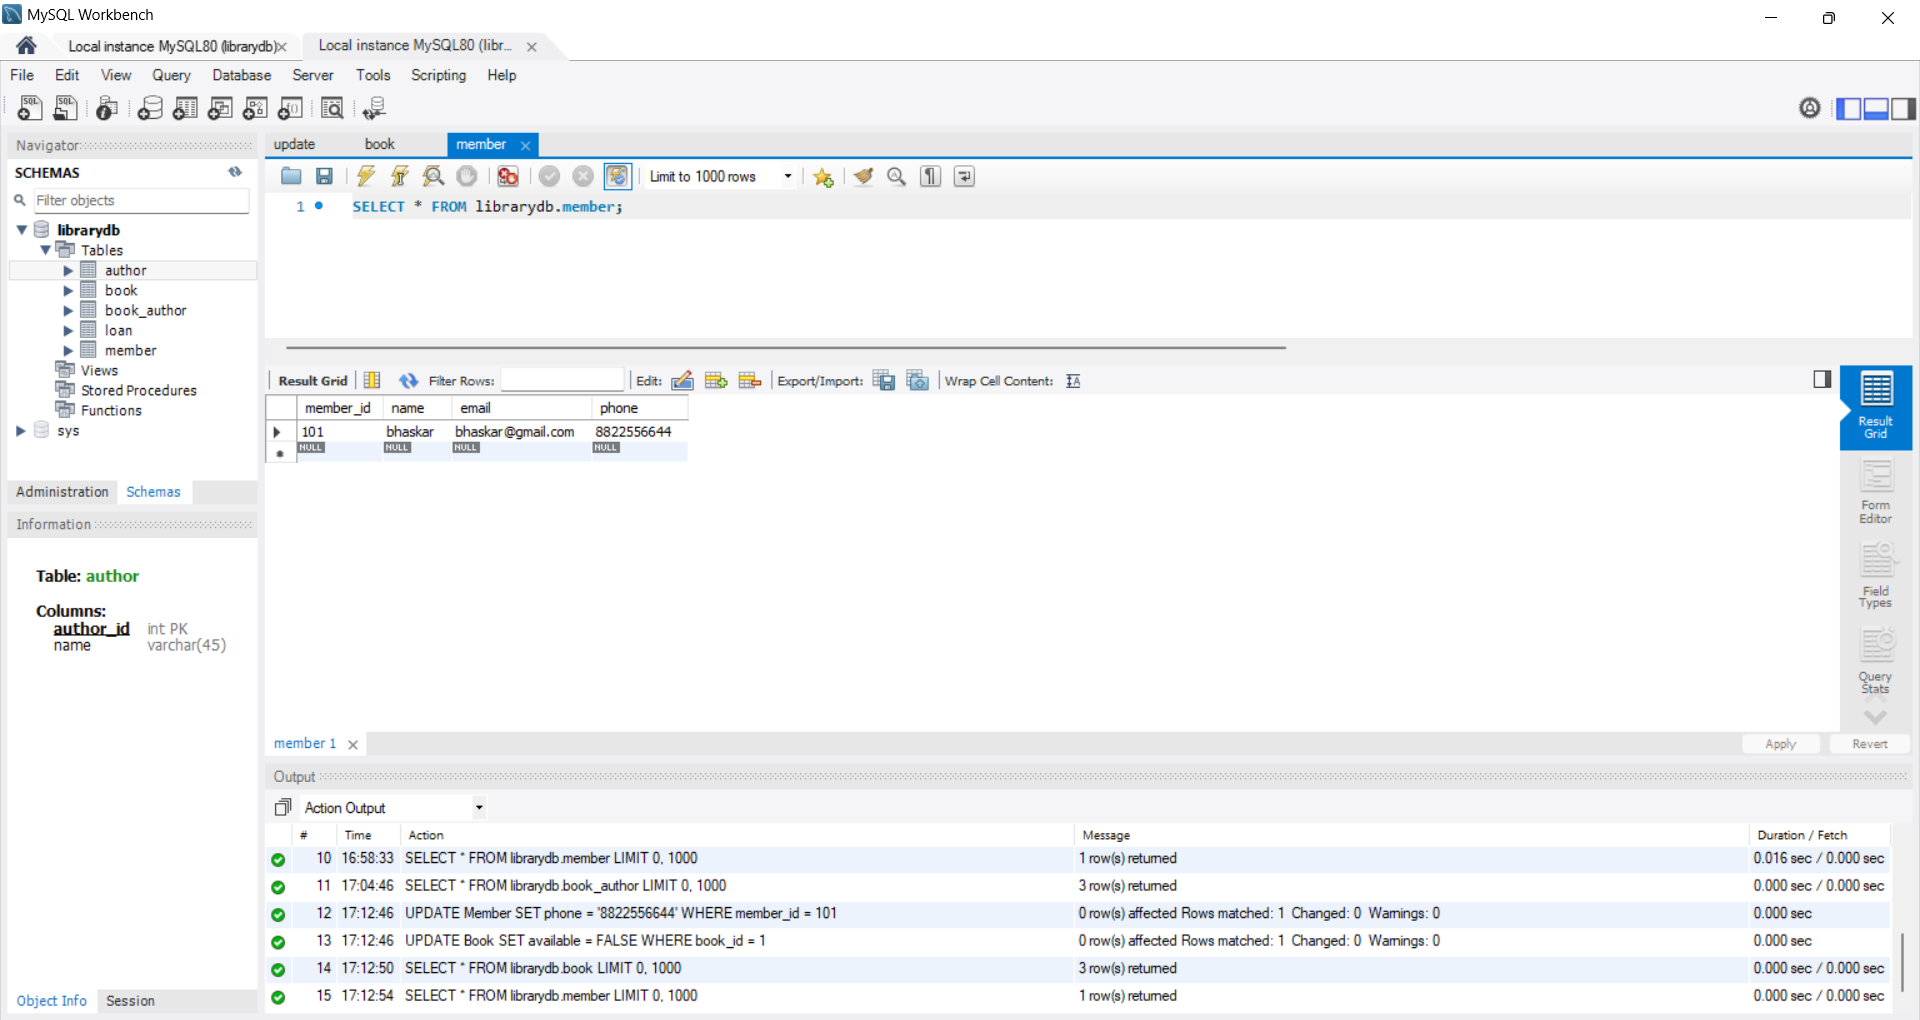 MySQL Workbench
Local instance MySQL80 (librarydb)
Local instance MySQL80 (libr...
File Edit View Query Database Server Tools Scripting Help
Navigator
SCHEMAS
Filter objects
librarydb
Tables
author
book
book_author
loan
member
Views
Stored Procedures
Functions
sys
Administration Schemas
Information
Table: author
Columns:
author_id int PK
name varchar(45)
Object Info Session
update book member
Limit to 1000 rows
1 SELECT * FROM librarydb.member;
Result Grid Filter Rows: Edit: Export/Import: Wrap Cell Content:
member_id name email phone
101 bhaskar bhaskar@gmail.com 8822556644
NULL NULL NULL NULL
Result
Grid
Form
Editor
Field
Types
Query
Stats
member 1
Apply Revert
Output
Action Output
# Time Action Message Duration / Fetch
10 16:58:33 SELECT * FROM librarydb.member LIMIT 0, 1000 1 row(s) returned 0.016 sec / 0.000 sec
11 17:04:46 SELECT * FROM librarydb.book_author LIMIT 0, 1000 3 row(s) returned 0.000 sec / 0.000 sec
12 17:12:46 UPDATE Member SET phone = '8822556644' WHERE member_id = 101 0 row(s) affected Rows matched: 1 Changed: 0 Warnings: 0 0.000 sec
13 17:12:46 UPDATE Book SET available = FALSE WHERE book_id = 1 0 row(s) affected Rows matched: 1 Changed: 0 Warnings: 0 0.000 sec
14 17:12:50 SELECT * FROM librarydb.book LIMIT 0, 1000 3 row(s) returned 0.000 sec / 0.000 sec
15 17:12:54 SELECT * FROM librarydb.member LIMIT 0, 1000 1 row(s) returned 0.000 sec / 0.000 sec